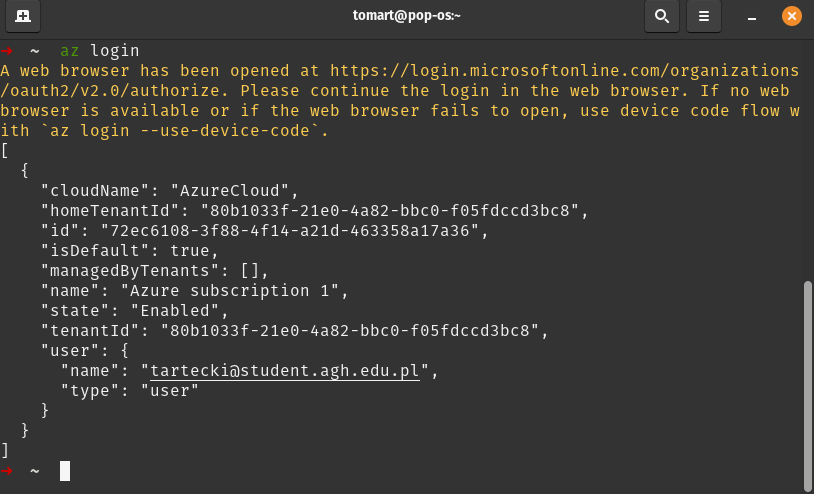 tomart@pop-os:~
→ ~ az login
A web browser has been opened at https://login.microsoftonline.com/organizations
/oauth2/v2.0/authorize. Please continue the login in the web browser. If no web
browser is available or if the web browser fails to open, use device code flow w
ith `az login --use-device-code`.
[
  {
    "cloudName": "AzureCloud",
    "homeTenantId": "80b1033f-21e0-4a82-bbc0-f05fdccd3bc8",
    "id": "72ec6108-3f88-4f14-a21d-463358a17a36",
    "isDefault": true,
    "managedByTenants": [],
    "name": "Azure subscription 1",
    "state": "Enabled",
    "tenantId": "80b1033f-21e0-4a82-bbc0-f05fdccd3bc8",
    "user": {
      "name": "tartecki@student.agh.edu.pl",
      "type": "user"
    }
  }
]
→ ~